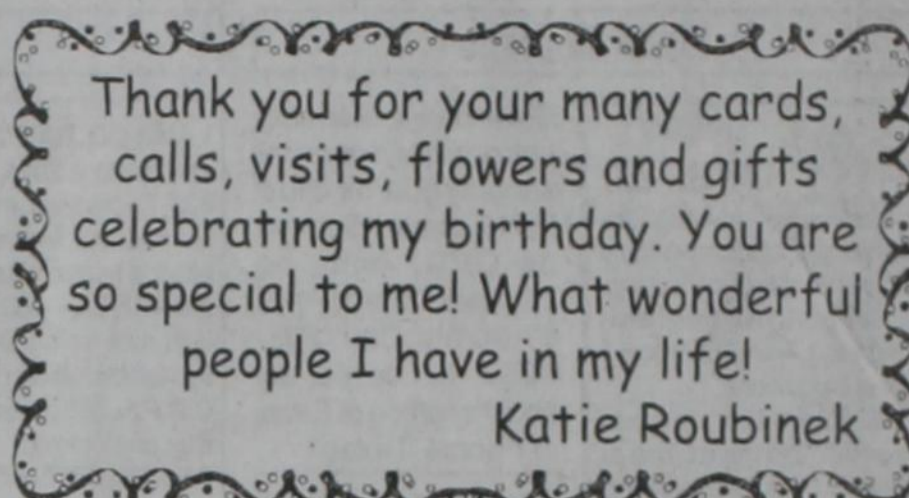 Thank you for your many cards,
calls, visits, flowers and gifts
celebrating my birthday. You are
so special to me! What wonderful
people I have in my life!
Katie Roubinek